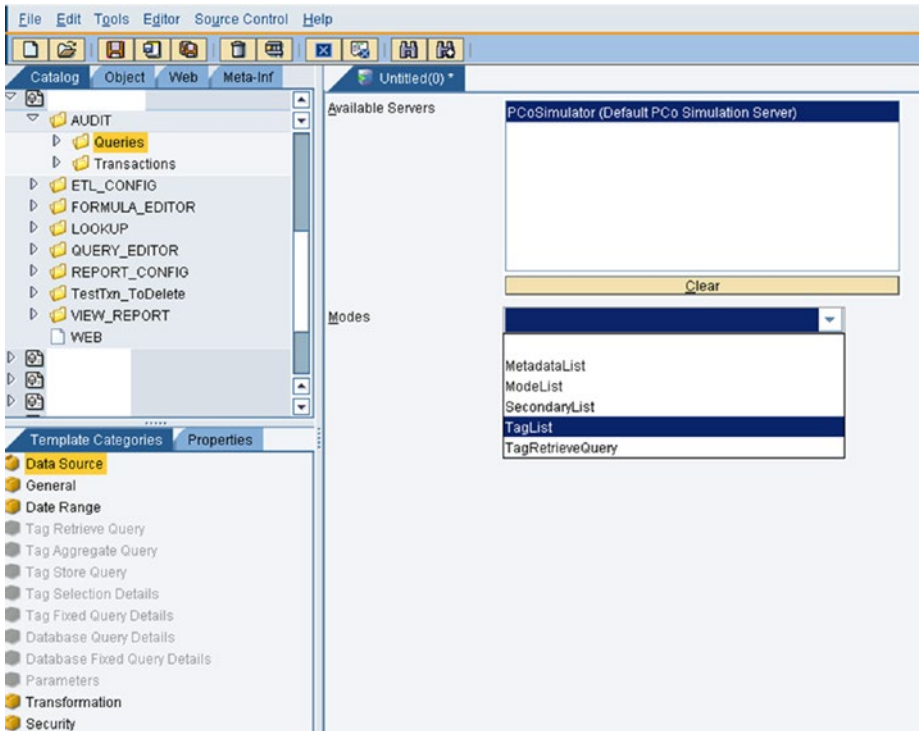 File Edit Tools Editor Source Control Help
Catalog Object Web Meta-Inf
AUDIT
Queries
Transactions
ETL_CONFIG
FORMULA_EDITOR
LOOKUP
QUERY_EDITOR
REPORT_CONFIG
TestTxn_ToDelete
VIEW_REPORT
WEB
Template Categories Properties
Data Source
General
Date Range
Tag Retrieve Query
Tag Aggregate Query
Tag Store Query
Tag Selection Details
Tag Fixed Query Details
Database Query Details
Database Fixed Query Details
Parameters
Transformation
Security
Untitled(0) *
Available Servers
PCoSimulator (Default PCo Simulation Server)
Clear
Modes
MetadataList
ModeList
SecondaryList
TagList
TagRetrieveQuery